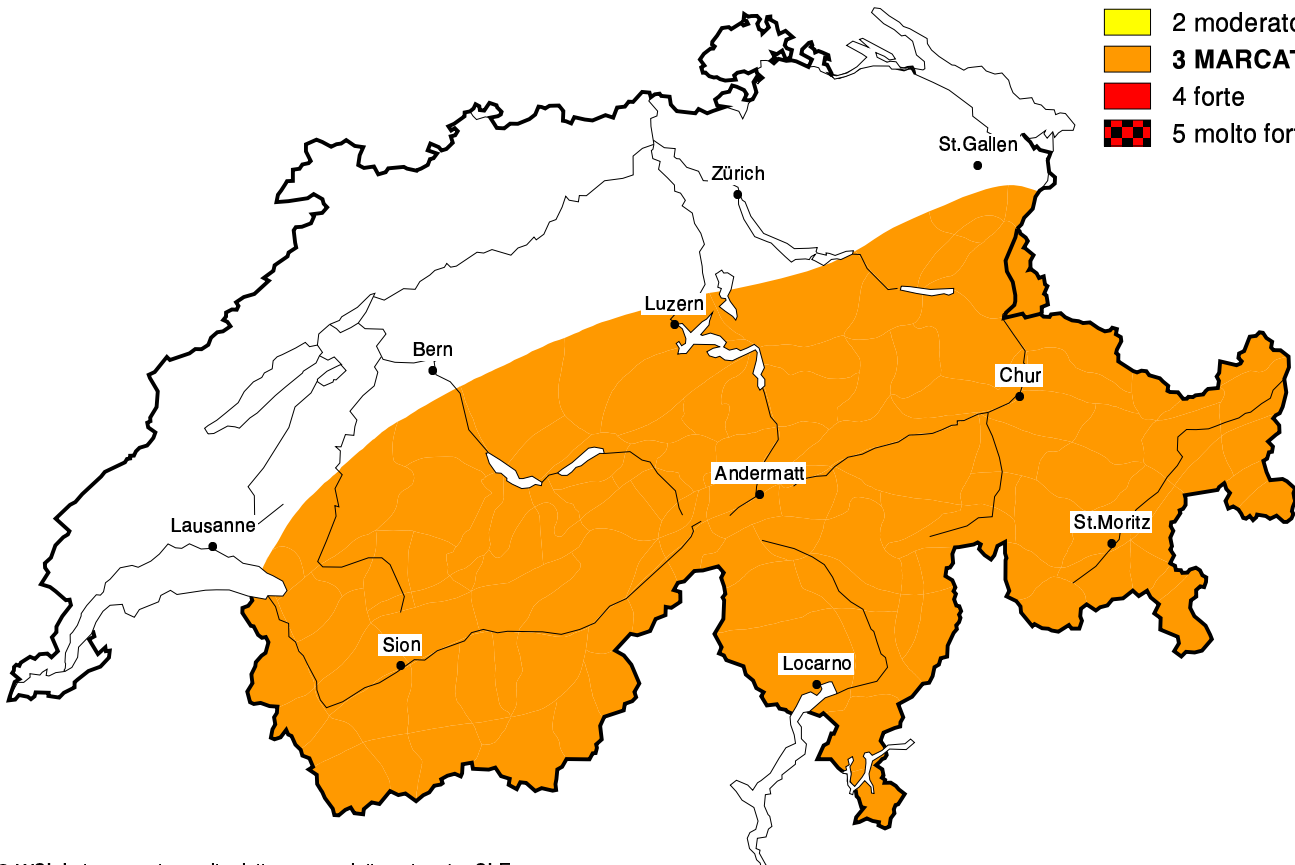 2 moderato
3 MARCAT
4 forte
5 molto for
St.Gallen
Zürich
Luzern
Bern
Chur
Andermatt
St.Moritz
Lausanne
Sion
Locarno